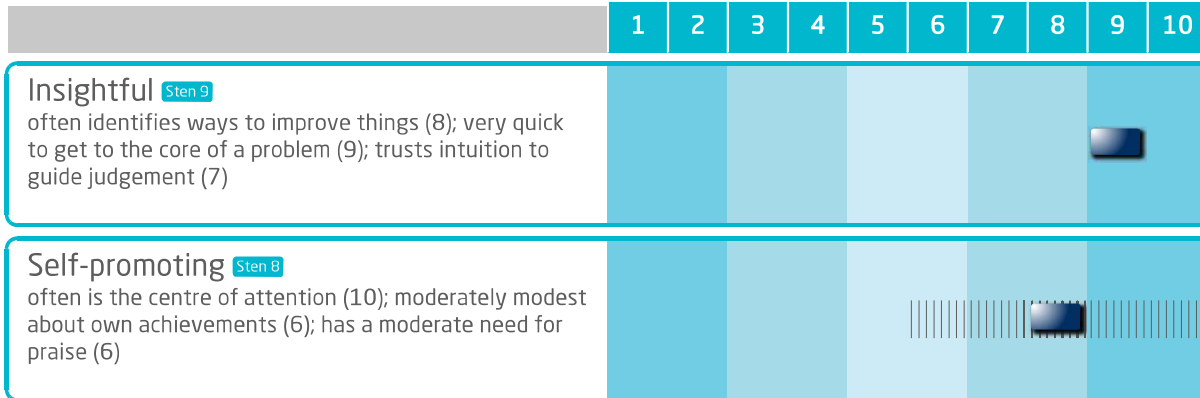 1 2 3 4 5 6 7 8 9 10
Insightful Sten 9
often identifies ways to improve things (8); very quick
to get to the core of a problem (9); trusts intuition to
guide judgement (7)
Self-promoting Sten 8
often is the centre of attention (10); moderately modest
about own achievements (6); has a moderate need for
praise (6)